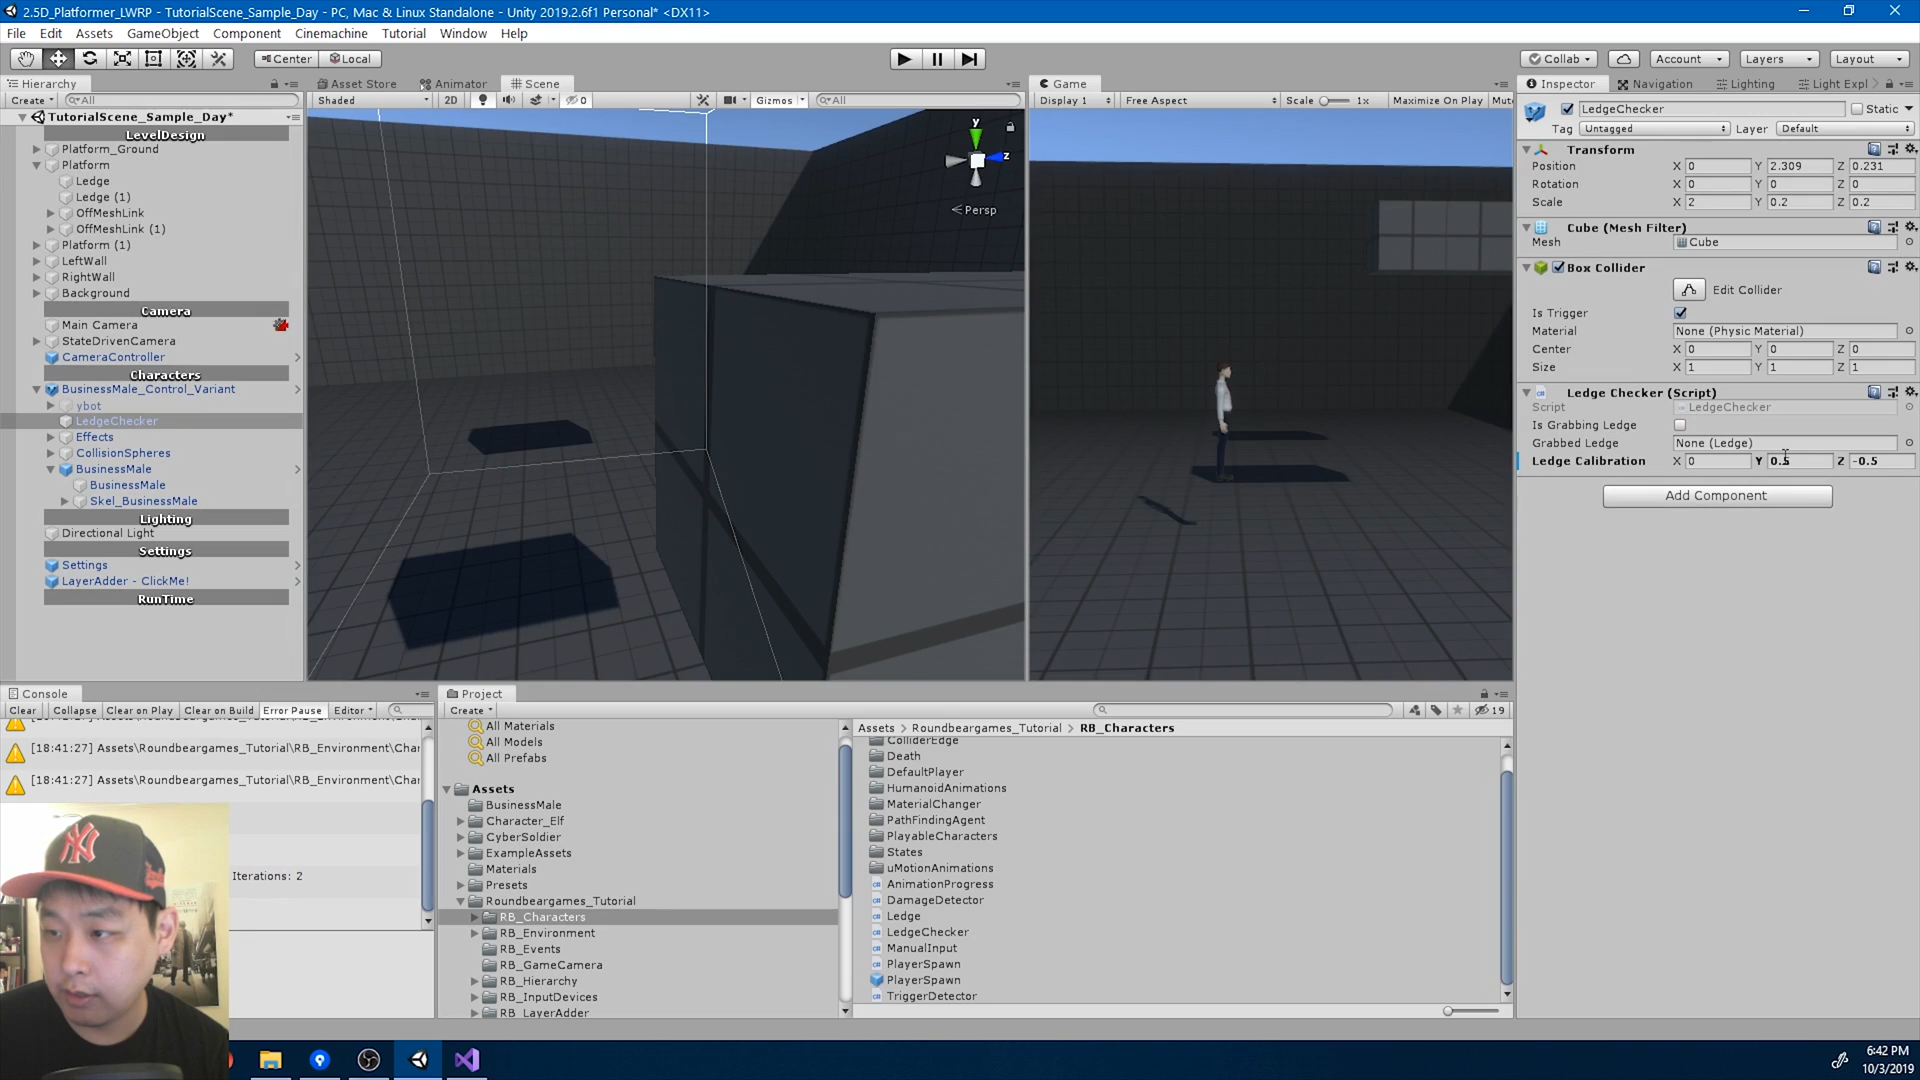 2.5D_Platformer_LWRP - TutorialScene_Sample_Day - PC, Mac & Linux Standalone - Unity 2019.2.6f1 Personal* <DX11>
File Edit Assets GameObject Component Cinemachine Tutorial Window Help
Center Local Collab Account Layers Layout
Hierarchy
Create All
TutorialScene_Sample_Day*
LevelDesign
Platform_Ground
Platform
Ledge
Ledge (1)
OffMeshLink
OffMeshLink (1)
Platform (1)
LeftWall
RightWall
Background
Camera
Main Camera
StateDrivenCamera
CameraController
Characters
BusinessMale_Control_Variant
ybot
LedgeChecker
Effects
CollisionSpheres
BusinessMale
BusinessMale
Skel_BusinessMale
Lighting
Directional Light
Settings
Settings
LayerAdder - ClickMe!
RunTime
Asset Store Animator Scene
Shaded 2D 0 Gizmos All
y
z
Persp
Game
Display 1 Free Aspect Scale 1x Maximize On Play Mut
Inspector Navigation Lighting Light Expl
LedgeChecker Static
Tag Untagged Layer Default
Transform
Position X 0 Y 2.309 Z 0.231
Rotation X 0 Y 0 Z 0
Scale X 2 Y 0.2 Z 0.2
Cube (Mesh Filter)
Mesh Cube
Box Collider
Edit Collider
Is Trigger
Material None (Physic Material)
Center X 0 Y 0 Z 0
Size X 1 Y 1 Z 1
Ledge Checker (Script)
Script LedgeChecker
Is Grabbing Ledge
Grabbed Ledge None (Ledge)
Ledge Calibration X 0 Y 0.5 Z -0.5
Add Component
Console
Clear Collapse Clear on Play Clear on Build Error Pause Editor
[18:41:27] Assets\Roundbeargames_Tutorial\RB_Environment\Char
[18:41:27] Assets\Roundbeargames_Tutorial\RB_Environment\Char
Iterations: 2
Project
Create 19
All Materials
All Models
All Prefabs
Assets
BusinessMale
Character_Elf
CyberSoldier
ExampleAssets
Materials
Presets
Roundbeargames_Tutorial
RB_Characters
RB_Environment
RB_Events
RB_GameCamera
RB_Hierarchy
RB_InputDevices
RB_LayerAdder
Assets > Roundbeargames_Tutorial > RB_Characters
ColliderEdge
Death
DefaultPlayer
HumanoidAnimations
MaterialChanger
PathFindingAgent
PlayableCharacters
States
uMotionAnimations
AnimationProgress
DamageDetector
Ledge
LedgeChecker
ManualInput
PlayerSpawn
PlayerSpawn
TriggerDetector
NY
6:42 PM
10/3/2019